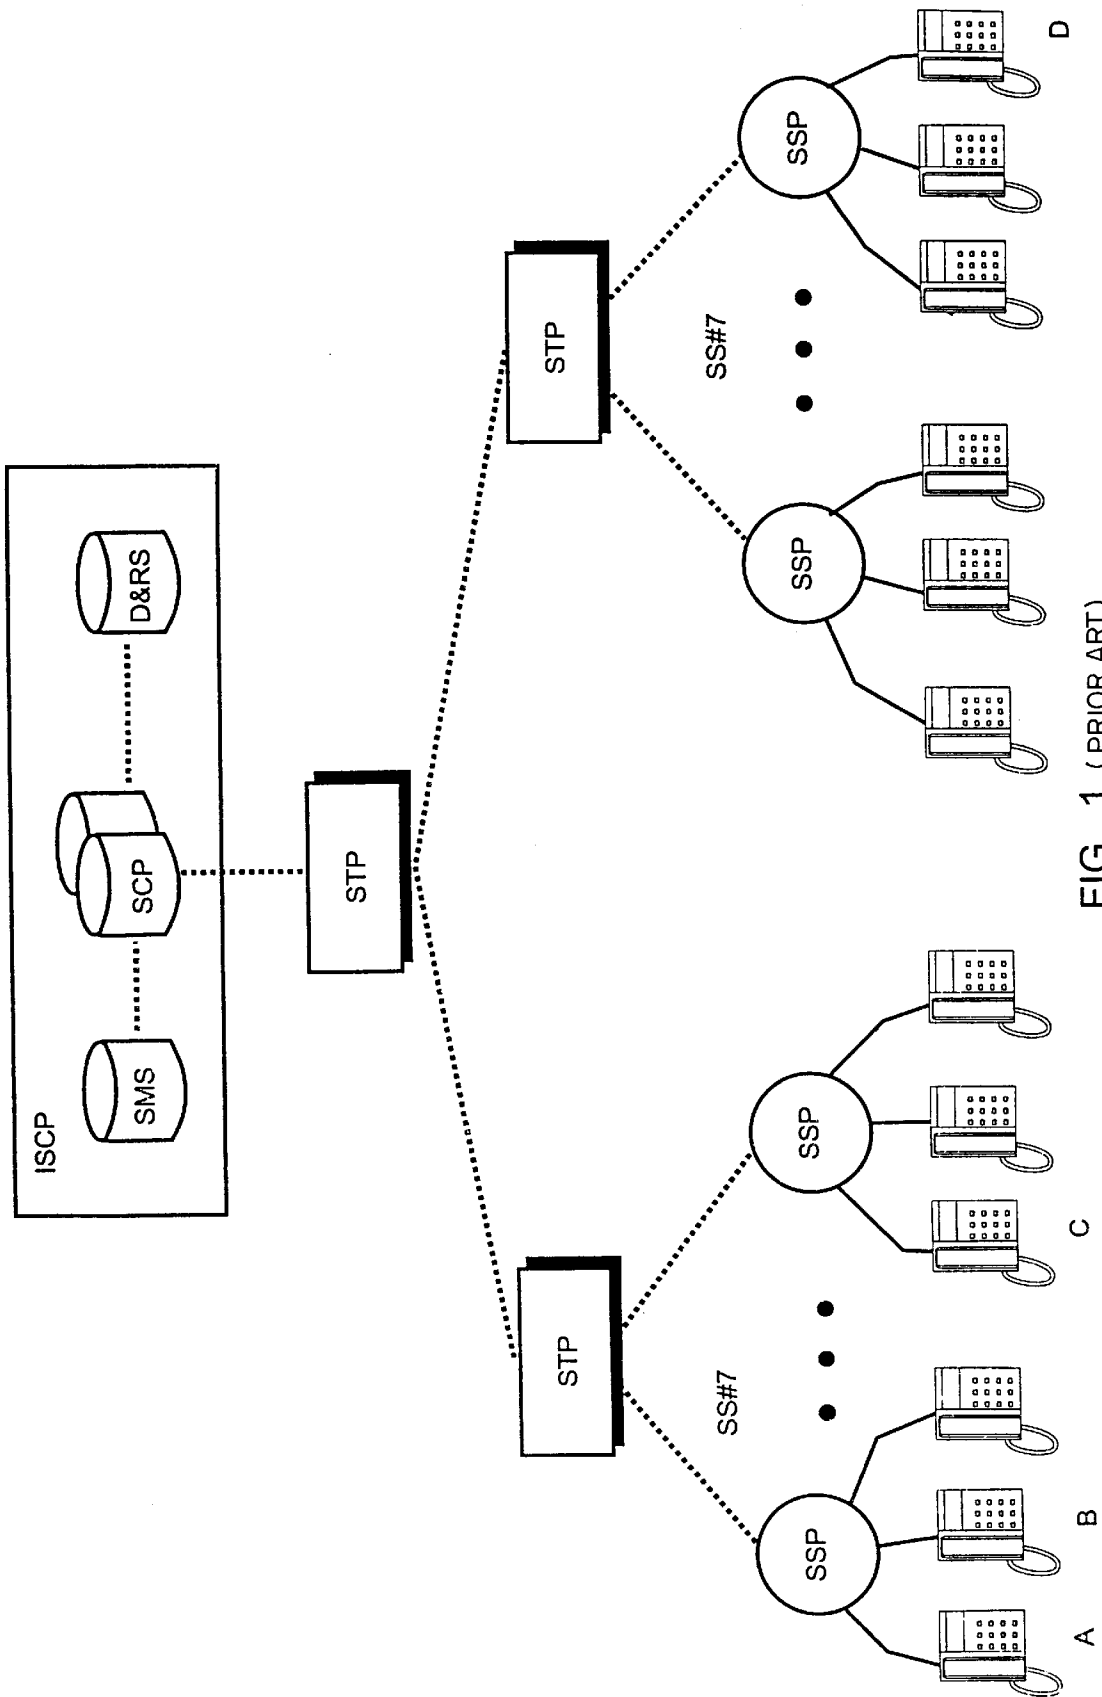 ISCP
SMS
SCP
D&RS
STP
STP
STP
SS#7
SS#7
SSP
SSP
SSP
SSP
A
B
C
D
FIG. 1 (PRIOR ART)